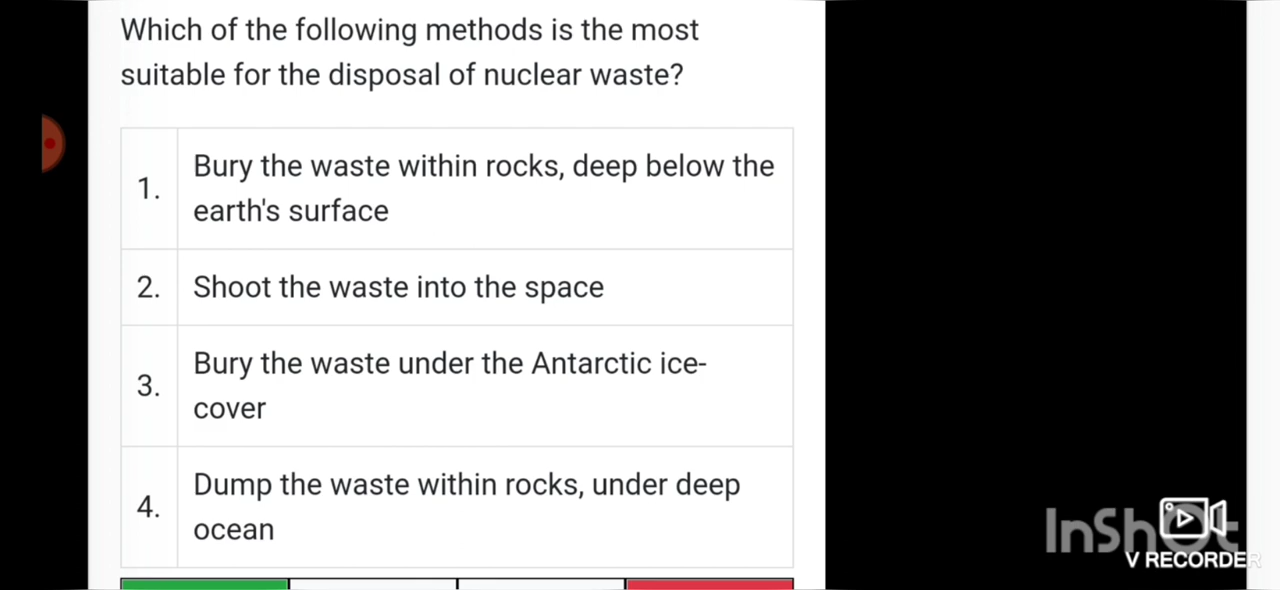 Which of the following methods is the most
suitable for the disposal of nuclear waste?
1.
Bury the waste within rocks, deep below the
earth's surface
2.
Shoot the waste into the space
3.
Bury the waste under the Antarctic ice-
cover
4.
Dump the waste within rocks, under deep
ocean
InShot
V RECORDER